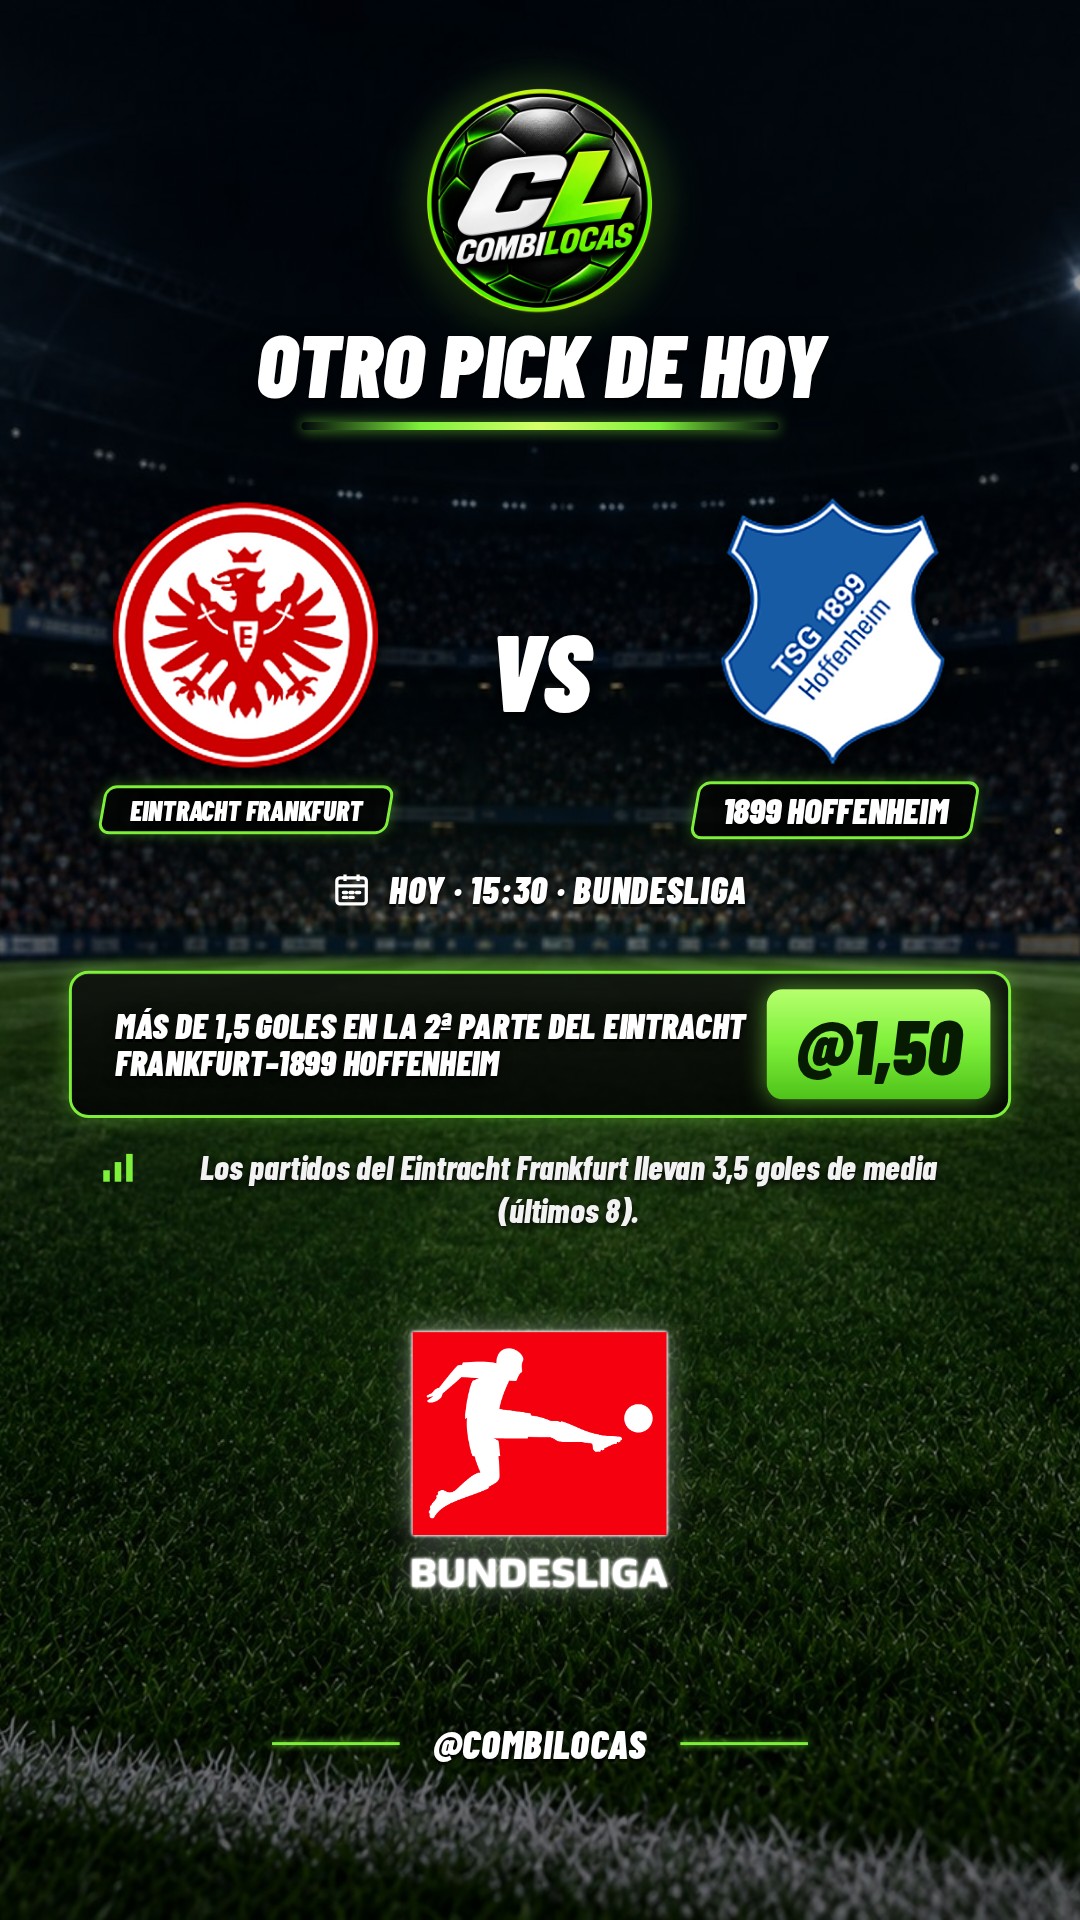 CL
COMBILOCAS
OTRO PICK DE HOY
E
TSG 1899
Hoffenheim
VS
EINTRACHT FRANKFURT
1899 HOFFENHEIM
HOY · 15:30 · BUNDESLIGA
MÁS DE 1,5 GOLES EN LA 2ª PARTE DEL EINTRACHT
FRANKFURT-1899 HOFFENHEIM
@1,50
Los partidos del Eintracht Frankfurt llevan 3,5 goles de media
(últimos 8).
BUNDESLIGA
@COMBILOCAS